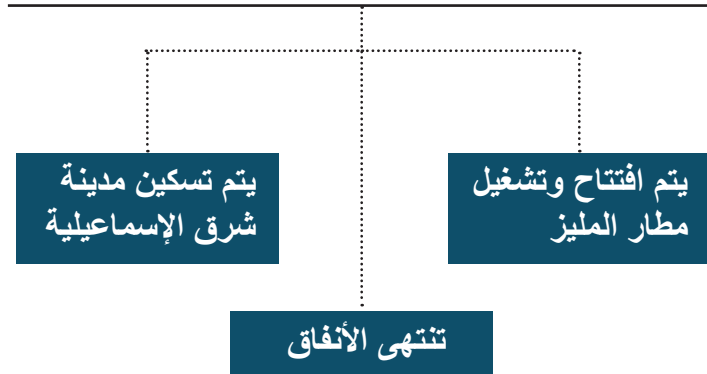 يتم افتتاح وتشغيل
مطار المليز
يتم تسكين مدينة
شرق الإسماعيلية
تنتهى الأنفاق